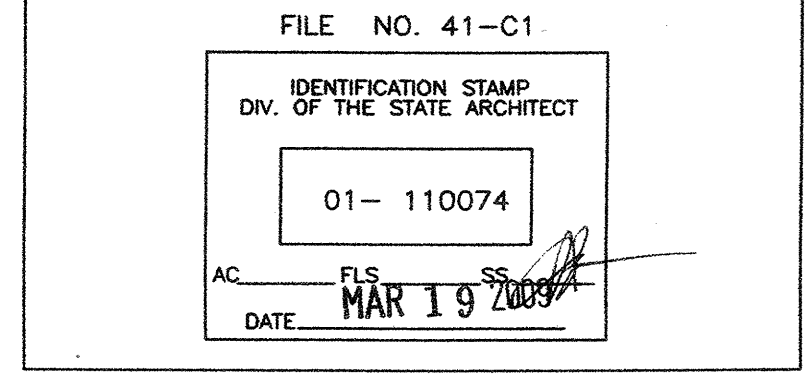 FILE NO. 41-C1
IDENTIFICATION STAMP
DIV. OF THE STATE ARCHITECT
01- 110074
AC FLS SS
MAR 19 2009
DATE